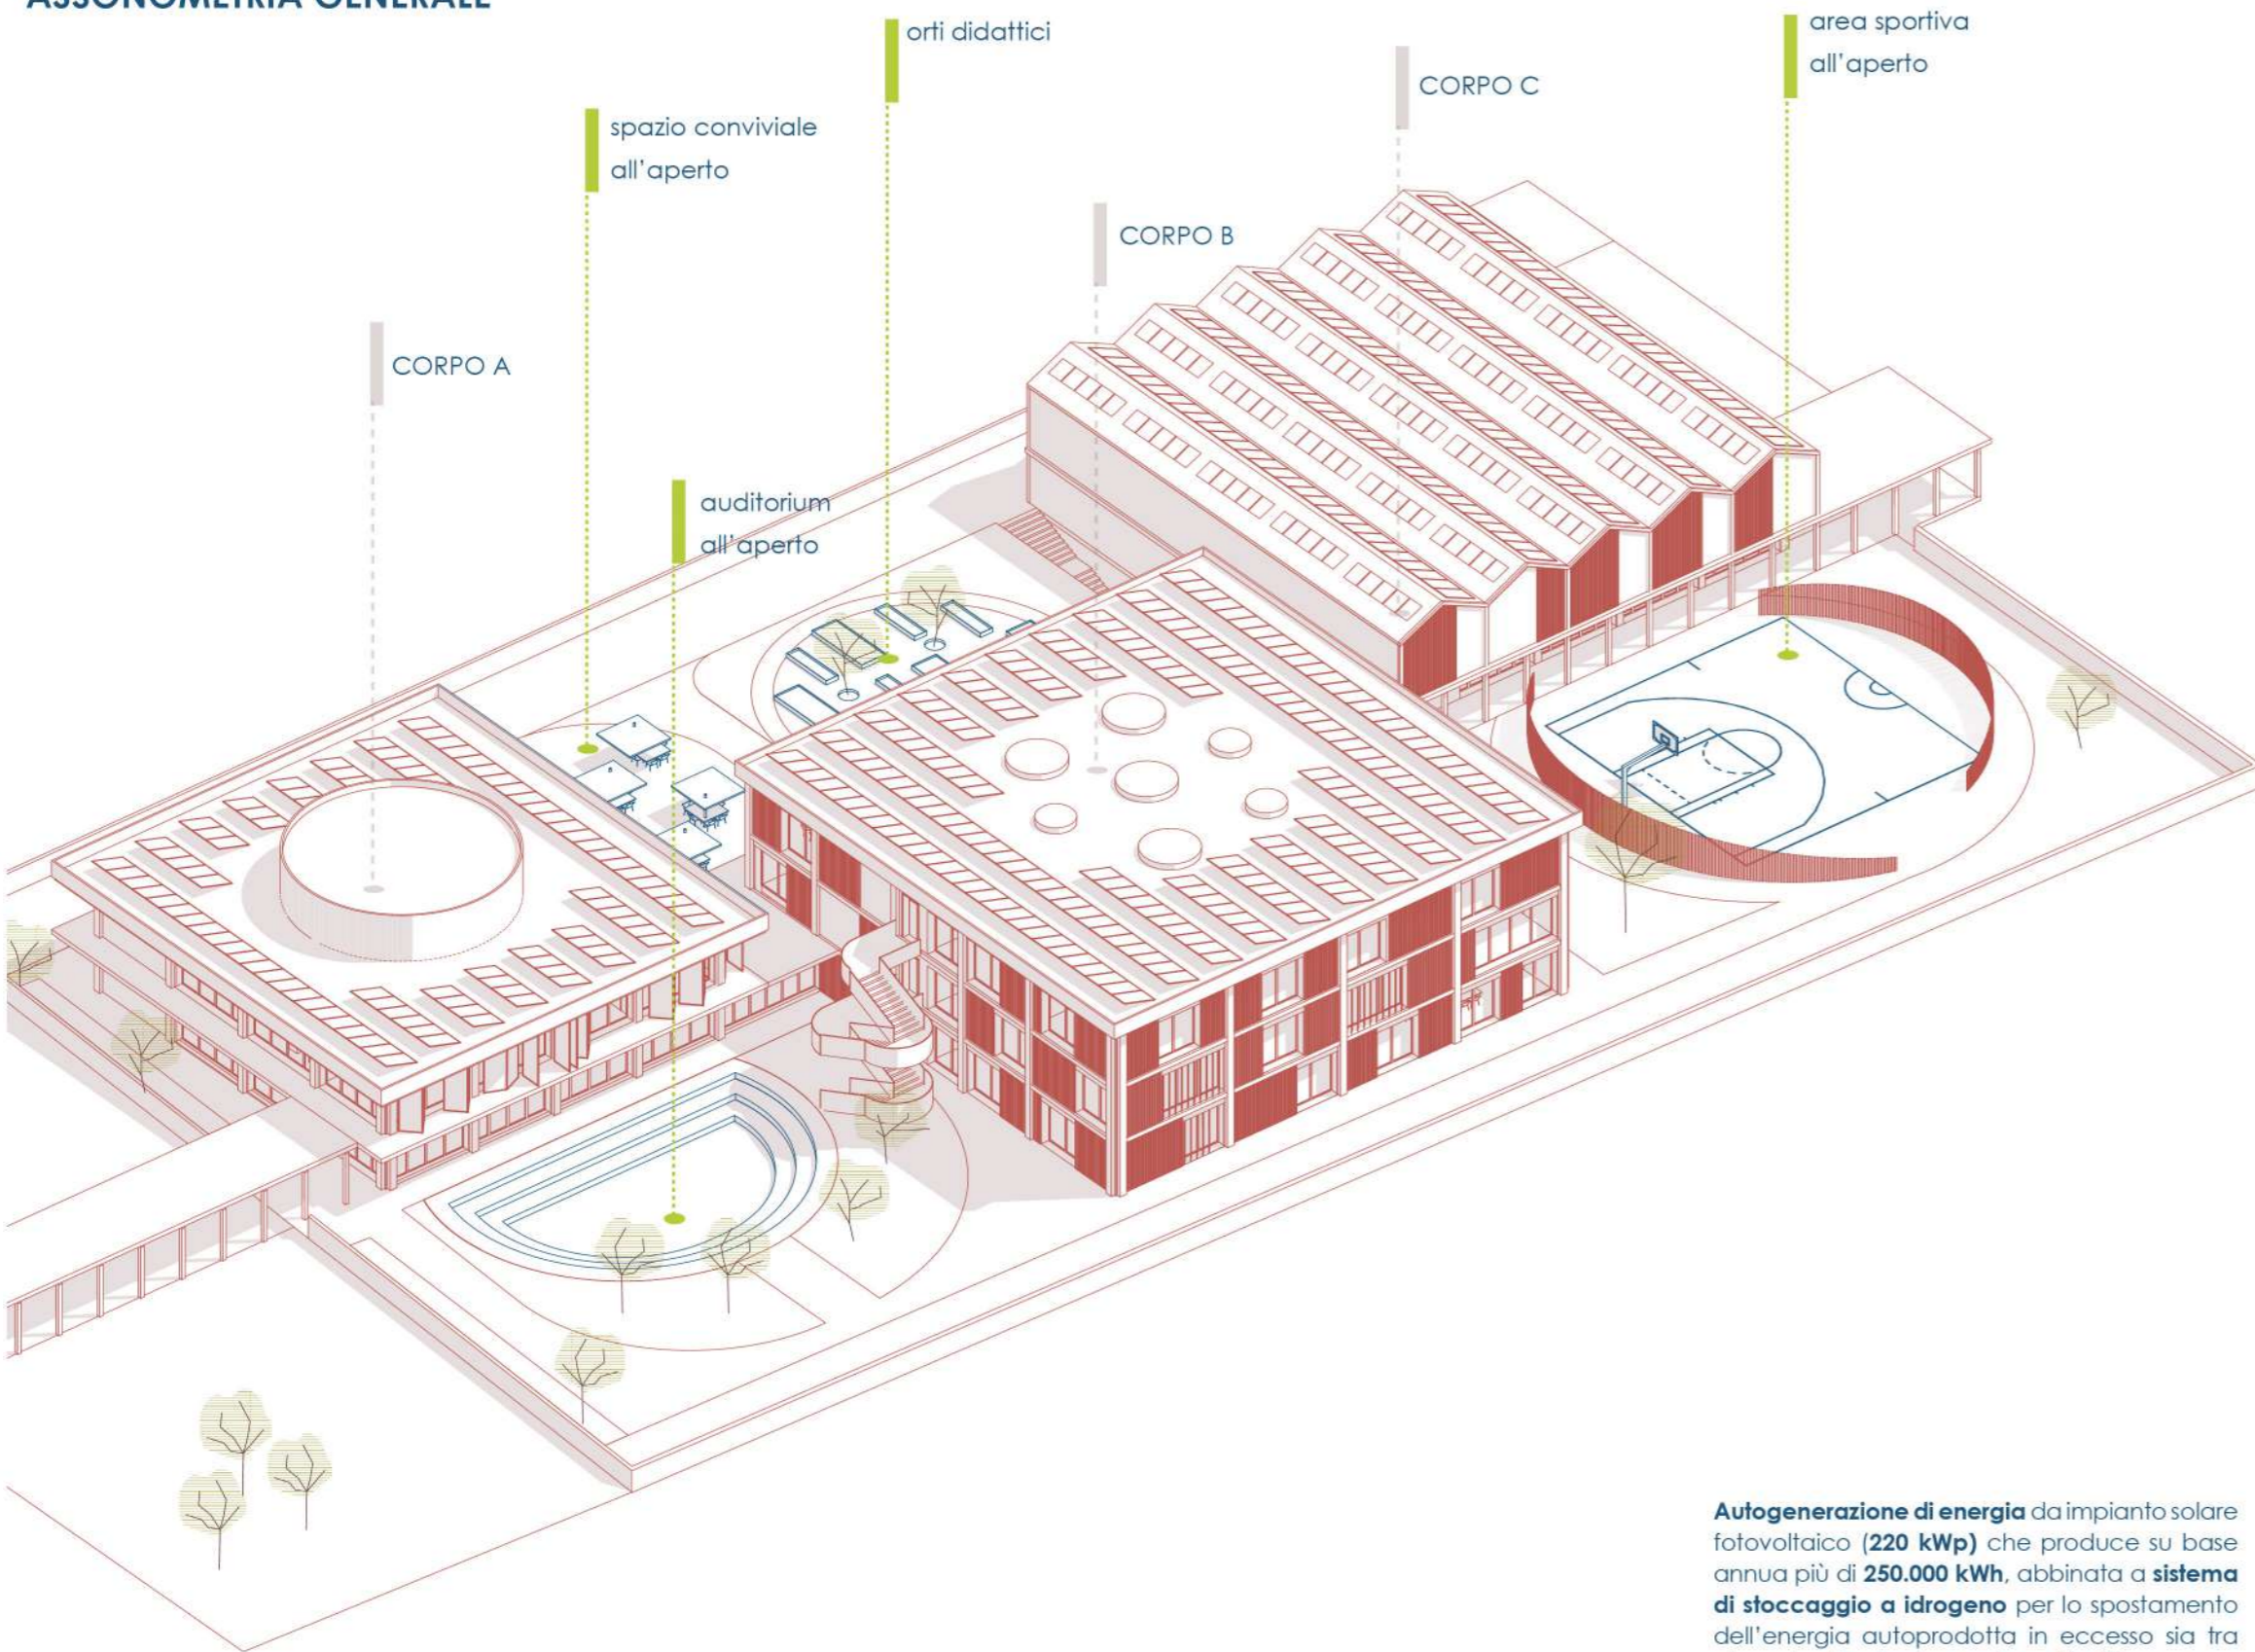 ASSONOMETRIA GENERALE
orti didattici
area sportiva
all'aperto
CORPO C
spazio conviviale
all'aperto
CORPO B
CORPO A
auditorium
all'aperto
Autogenerazione di energia da impianto solare
fotovoltaico (220 kWp) che produce su base
annua più di 250.000 kWh, abbinata a sistema
di stoccaggio a idrogeno per lo spostamento
dell'energia autoprodotta in eccesso sia tra